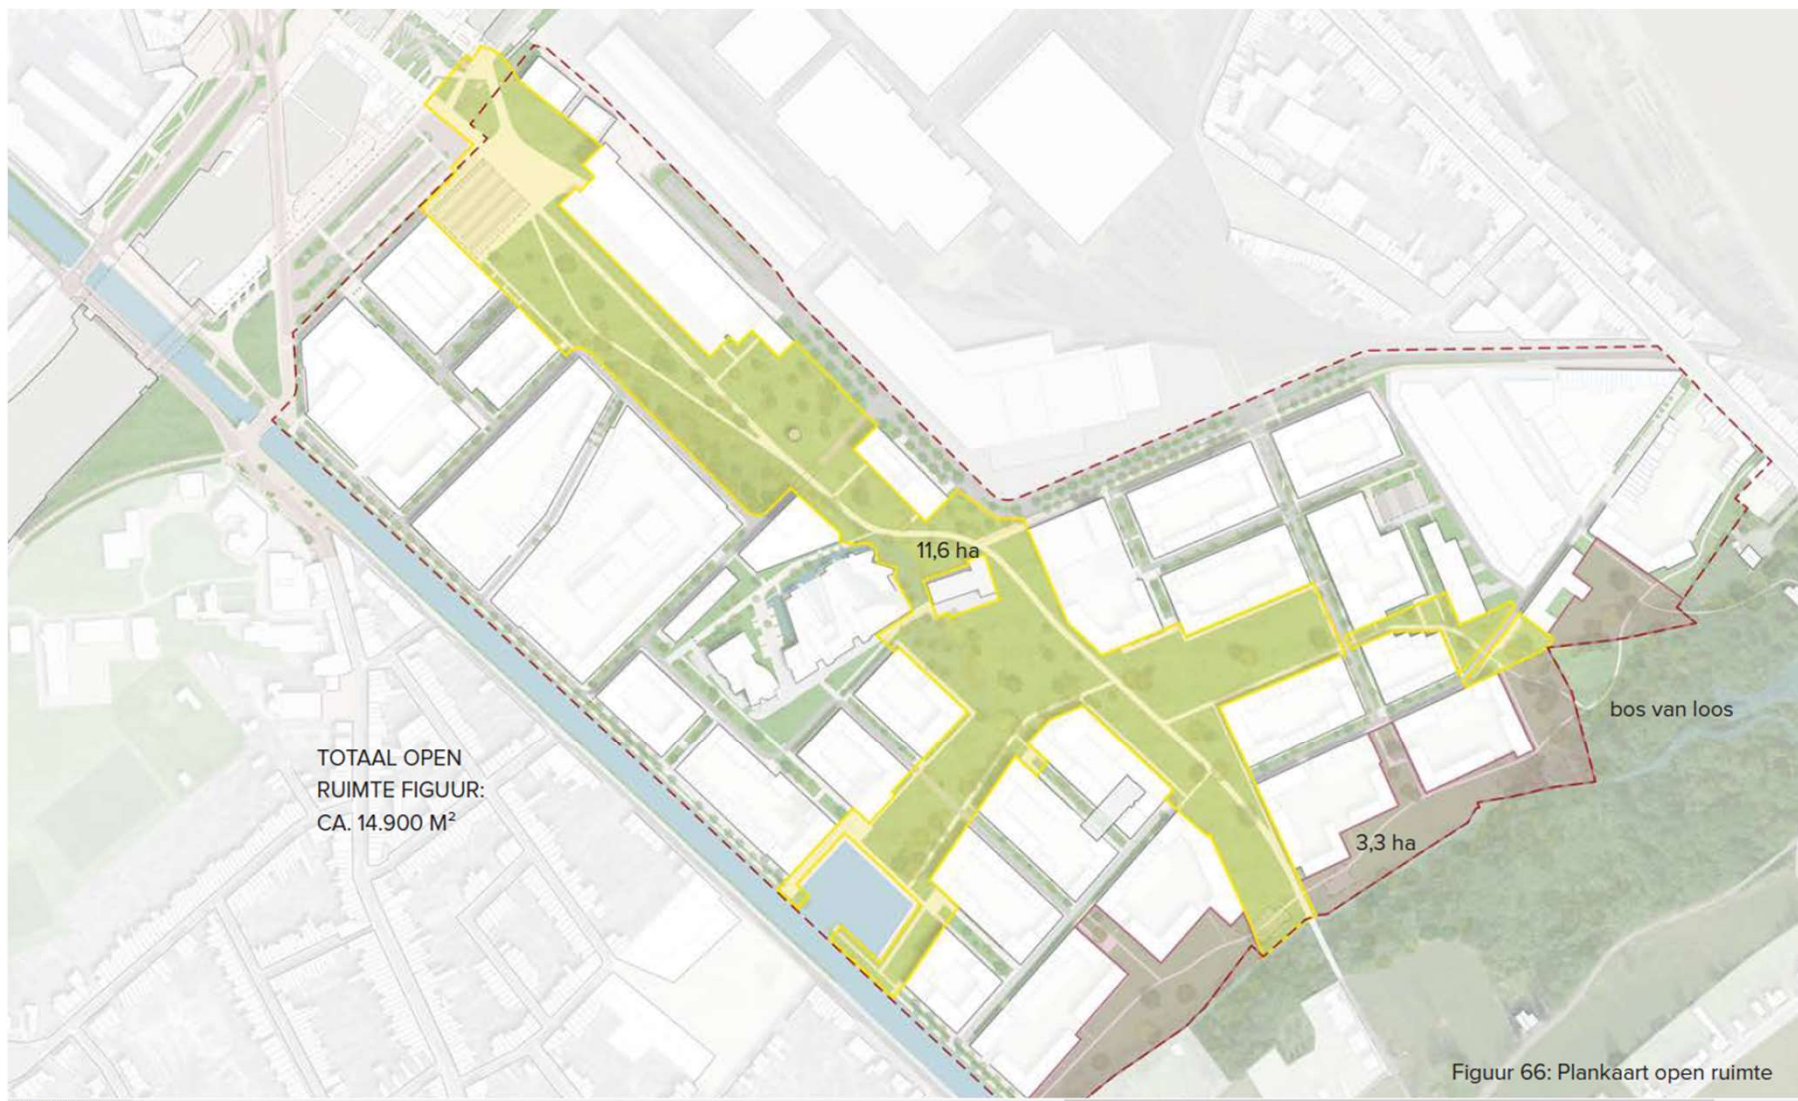 11,6 ha
bos van loos
TOTAAL OPEN
RUIMTE FIGUUR:
CA. 14.900 M²
3,3 ha
Figuur 66: Plankaart open ruimte